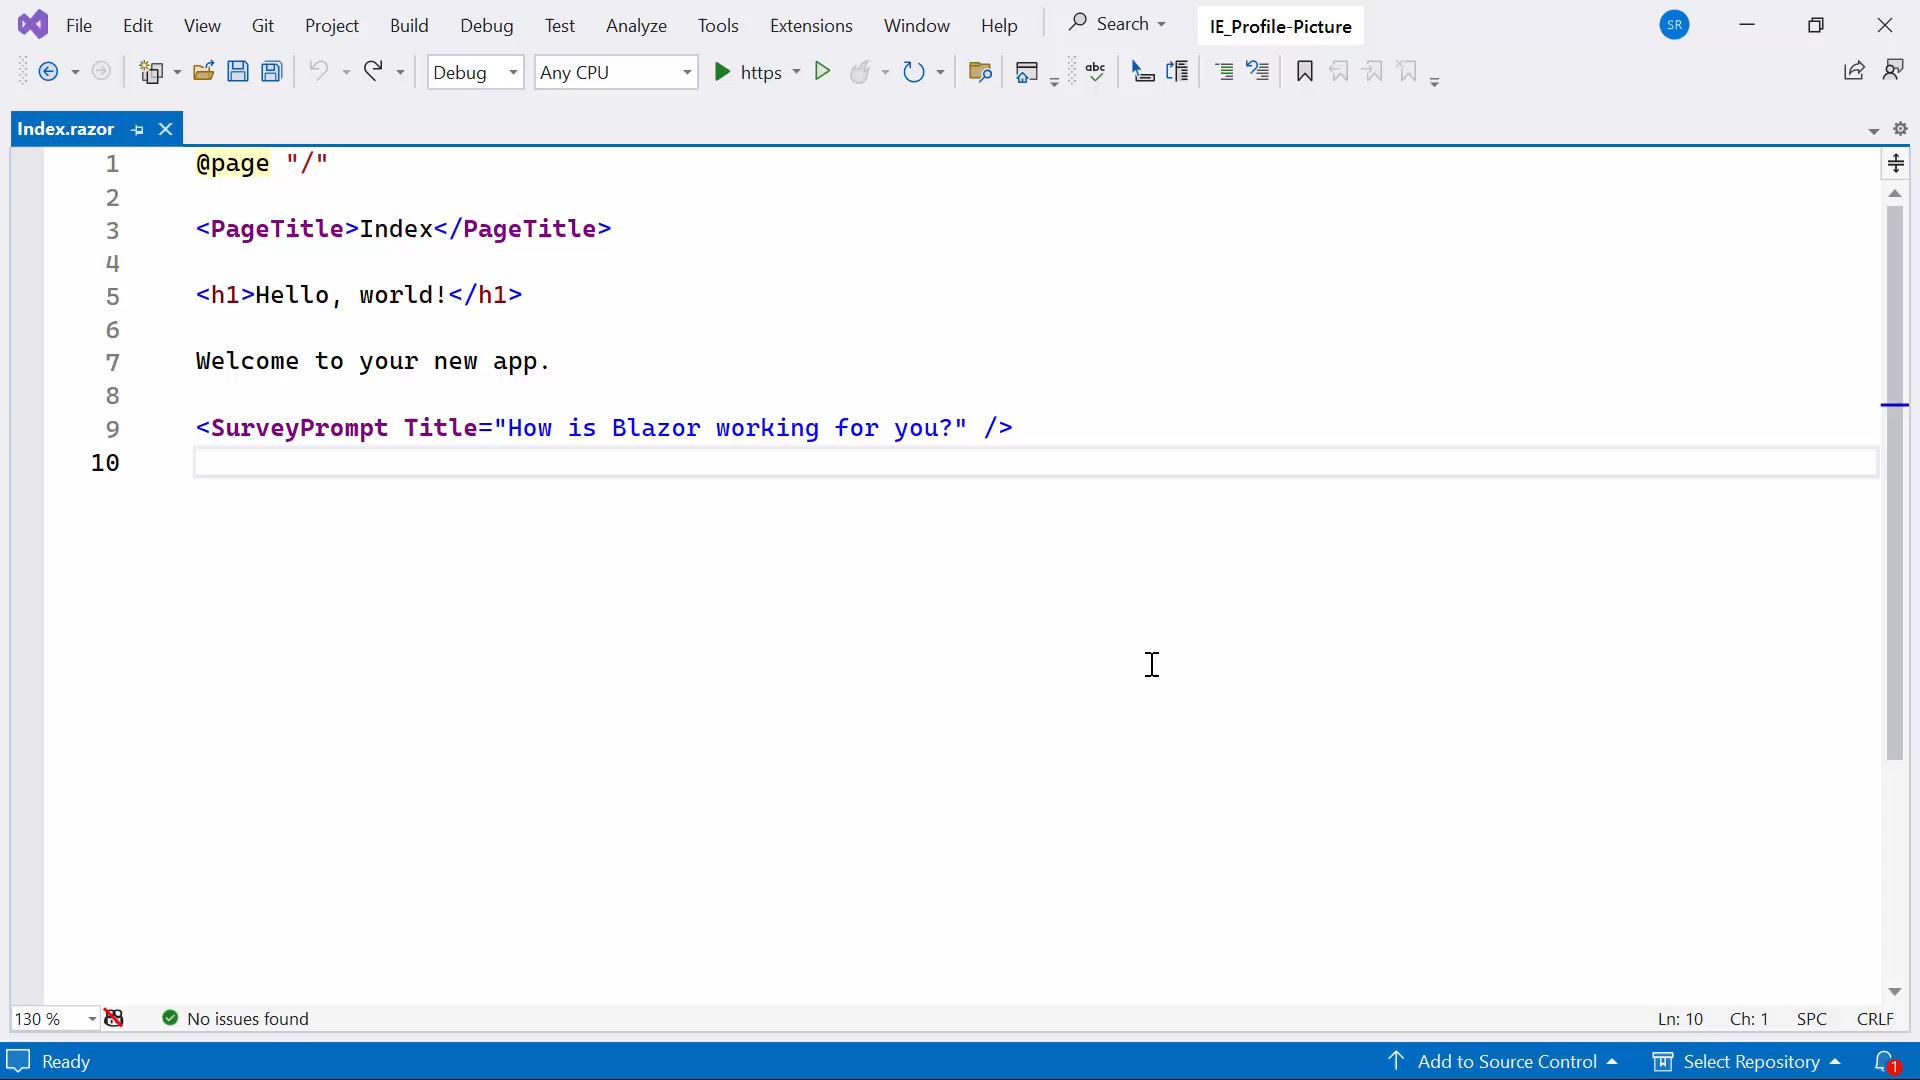 File Edit View Git Project Build Debug Test Analyze Tools Extensions Window Help Search IE_Profile-Picture SR
Debug Any CPU https abc
Index.razor
1 @page "/"
2
3 <PageTitle>Index</PageTitle>
4
5 <h1>Hello, world!</h1>
6
7 Welcome to your new app.
8
9 <SurveyPrompt Title="How is Blazor working for you?" />
10
130 % No issues found Ln: 10 Ch: 1 SPC CRLF
Ready Add to Source Control Select Repository 1